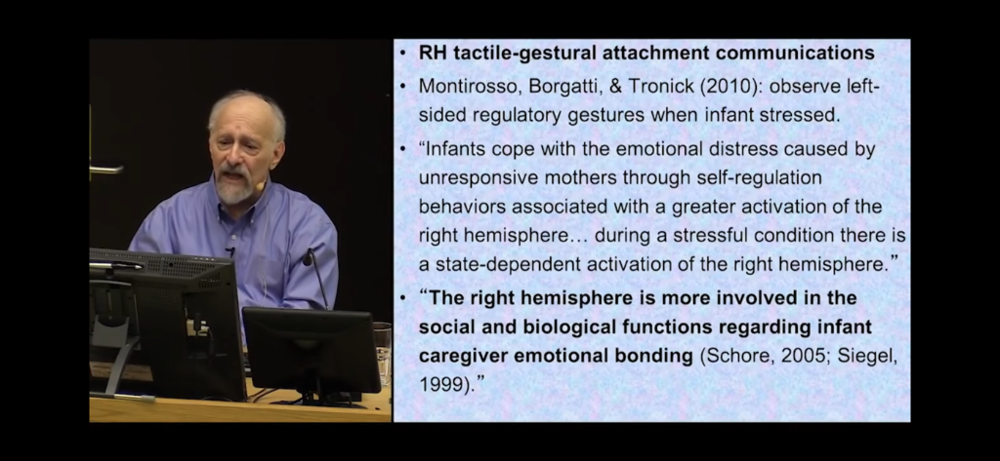 • RH tactile-gestural attachment communications
• Montirosso, Borgatti, & Tronick (2010): observe left-
sided regulatory gestures when infant stressed.
• “Infants cope with the emotional distress caused by
unresponsive mothers through self-regulation
behaviors associated with a greater activation of the
right hemisphere… during a stressful condition there is
a state-dependent activation of the right hemisphere.”
• “The right hemisphere is more involved in the
social and biological functions regarding infant
caregiver emotional bonding (Schore, 2005; Siegel,
1999).”